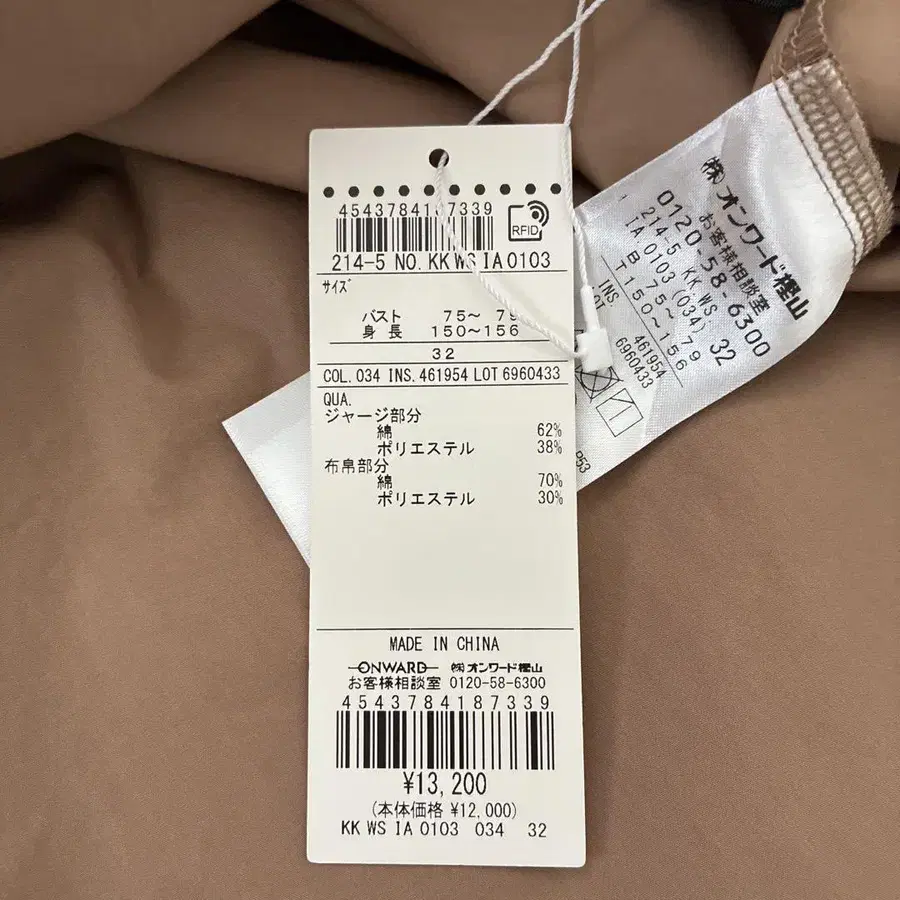 4543784187339
RFID
214-5 NO. KK WS IA 0103
サイズ
バスト 75~ 79
身長 150~156
32
COL. 034 INS. 461954 LOT 6960433
QUA.
ジャージ部分
綿 62%
ポリエステル 38%
布帛部分
綿 70%
ポリエステル 30%
MADE IN CHINA
ONWARD ㈱オンワード樫山
お客様相談室 0120-58-6300
4543784187339
¥13,200
(本体価格 ¥12,000)
KK WS IA 0103 034 32
(株)オンワード樫山
お客様相談室
0120-58-6300
214-5 KK WS
IA 0103 (034) 32
B 75~79
T150~156
INS. 461954
LOT 6960433